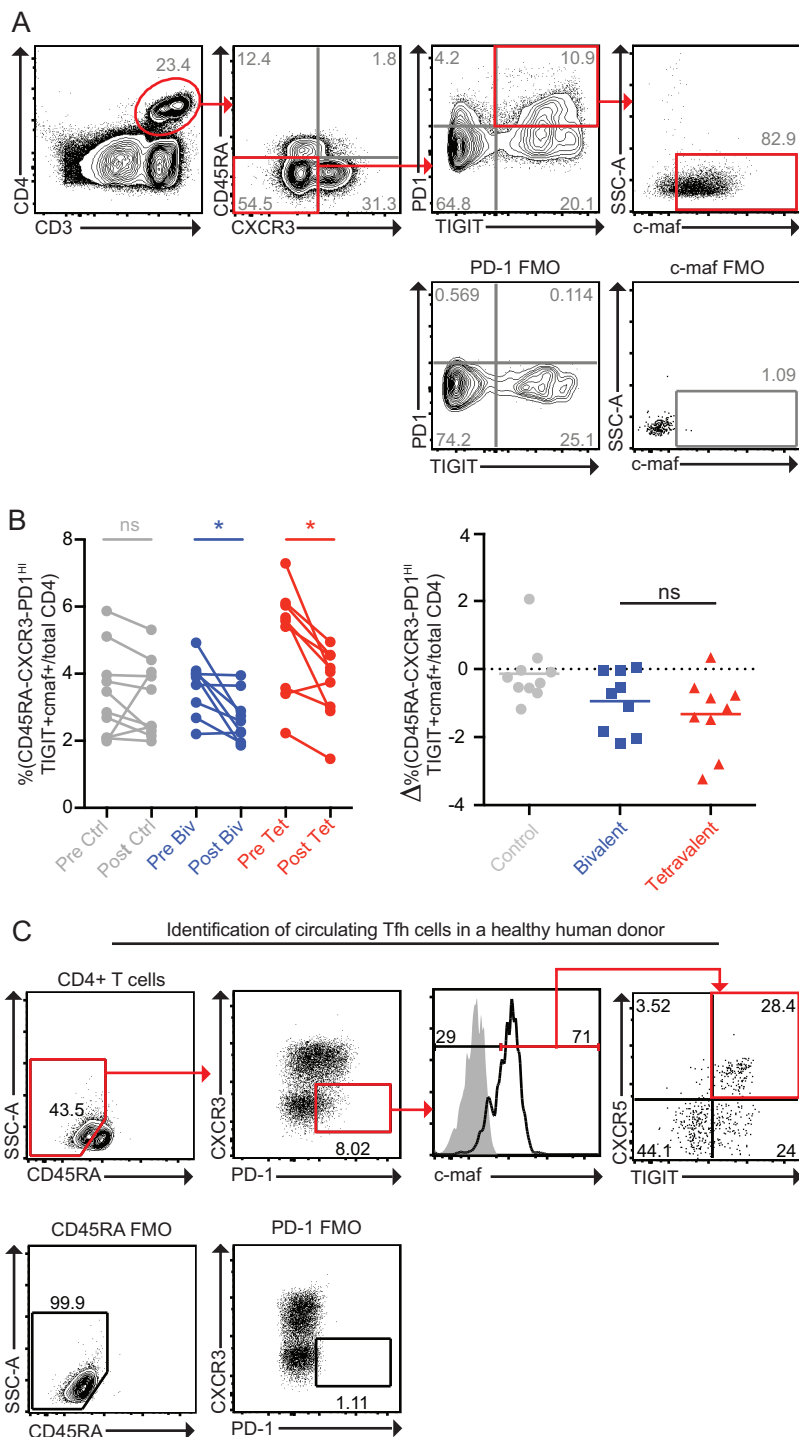 A
23.4
CD4
CD3
12.4
1.8
CD45RA
54.5
31.3
CXCR3
4.2
10.9
PD1
64.8
20.1
TIGIT
82.9
SSC-A
c-maf
PD-1 FMO
0.569
0.114
PD1
74.2
25.1
TIGIT
c-maf FMO
1.09
SSC-A
c-maf
B
%(CD45RA-CXCR3-PD1HI
TIGIT+cmaf+/total CD4)
8
6
4
2
0
ns
*
*
Pre Ctrl
Post Ctrl
Pre Biv
Post Biv
Pre Tet
Post Tet
Δ%(CD45RA-CXCR3-PD1HI
TIGIT+cmaf+/total CD4)
4
2
0
-2
-4
ns
Control
Bivalent
Tetravalent
C
Identification of circulating Tfh cells in a healthy human donor
CD4+ T cells
SSC-A
43.5
CD45RA
CXCR3
8.02
PD-1
29
71
c-maf
3.52
28.4
CXCR5
44.1
24
TIGIT
CD45RA FMO
99.9
SSC-A
CD45RA
PD-1 FMO
CXCR3
1.11
PD-1